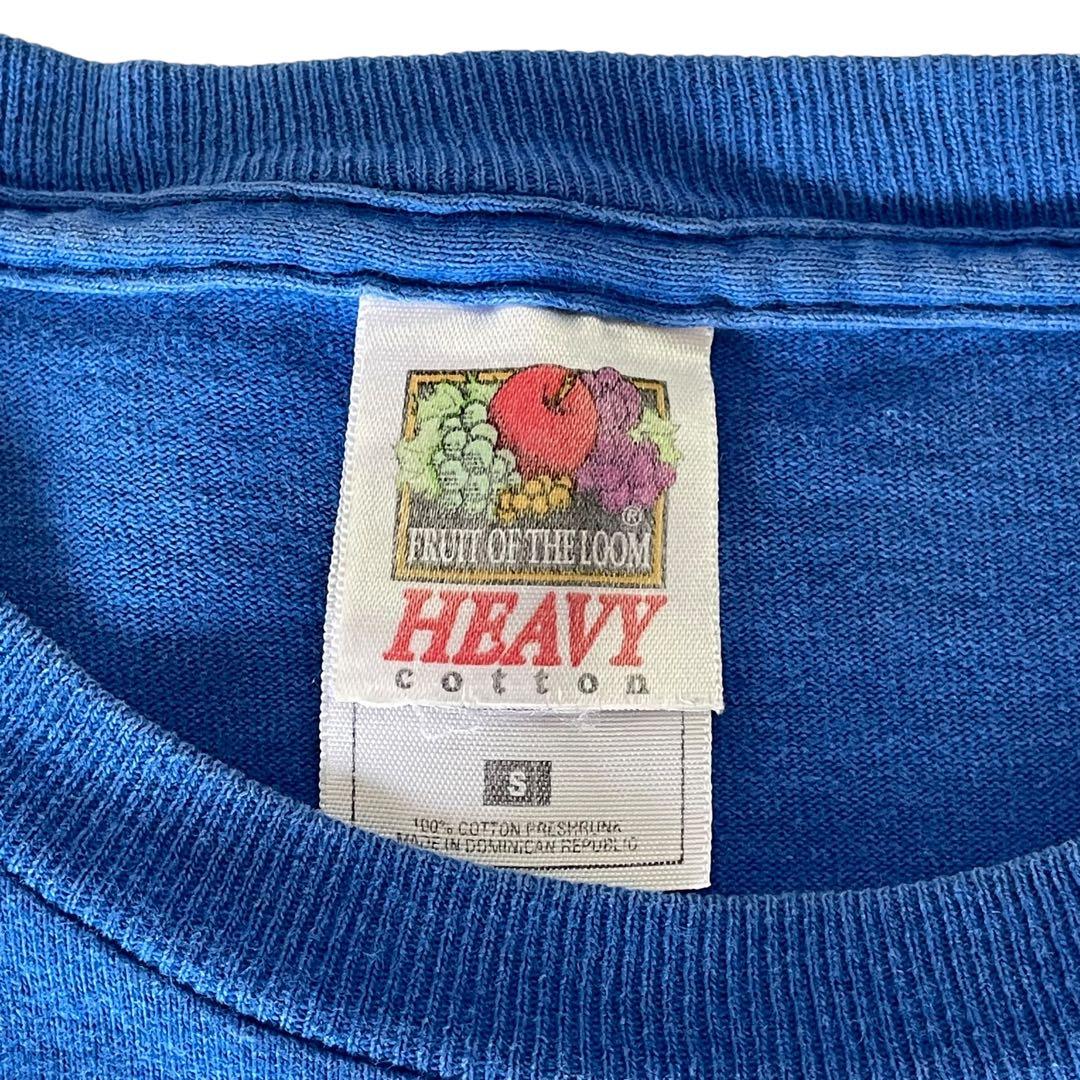 ®
FRUIT OF THE LOOM
HEAVY
cotton
S
100% COTTON PRESHRUNK
MADE IN DOMINICAN REPUBLIC